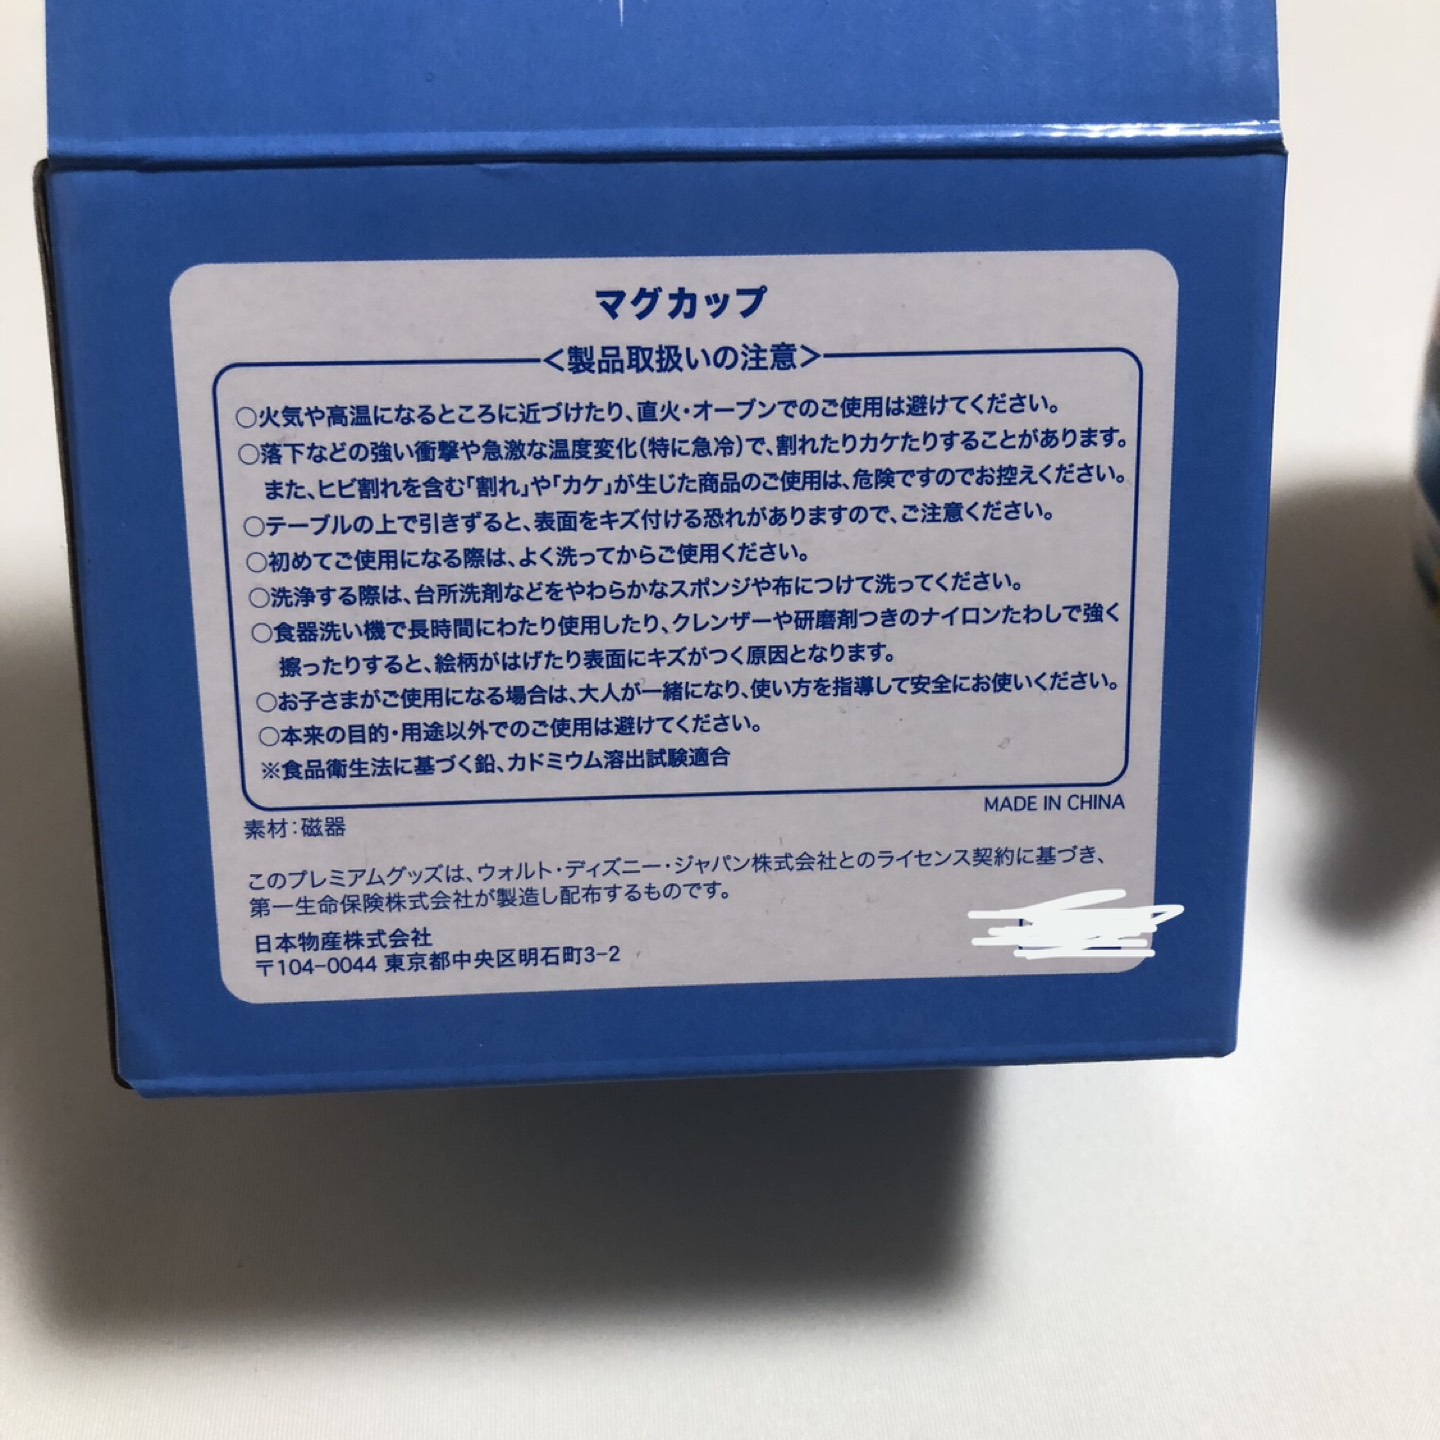 マグカップ
<製品取扱いの注意>
○火気や高温になるところに近づけたり、直火・オーブンでのご使用は避けてください。
○落下などの強い衝撃や急激な温度変化(特に急冷)で、割れたりカケたりすることがあります。
また、ヒビ割れを含む「割れ」や「カケ」が生じた商品のご使用は、危険ですのでお控えください。
○テーブルの上で引きずると、表面をキズ付ける恐れがありますので、ご注意ください。
○初めてご使用になる際は、よく洗ってからご使用ください。
○洗浄する際は、台所洗剤などをやわらかなスポンジや布につけて洗ってください。
○食器洗い機で長時間にわたり使用したり、クレンザーや研磨剤つきのナイロンたわしで強く
擦ったりすると、絵柄がはげたり表面にキズがつく原因となります。
○お子さまがご使用になる場合は、大人が一緒になり、使い方を指導して安全にお使いください。
○本来の目的・用途以外でのご使用は避けてください。
※食品衛生法に基づく鉛、カドミウム溶出試験適合
MADE IN CHINA
素材:磁器
このプレミアムグッズは、ウォルト・ディズニー・ジャパン株式会社とのライセンス契約に基づき、
第一生命保険株式会社が製造し配布するものです。
日本物産株式会社
〒104-0044 東京都中央区明石町3-2